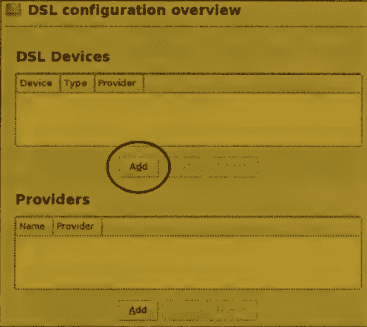 DSL configuration overview
DSL Devices
Device Type Provider
Add
Providers
Name Provider
Add